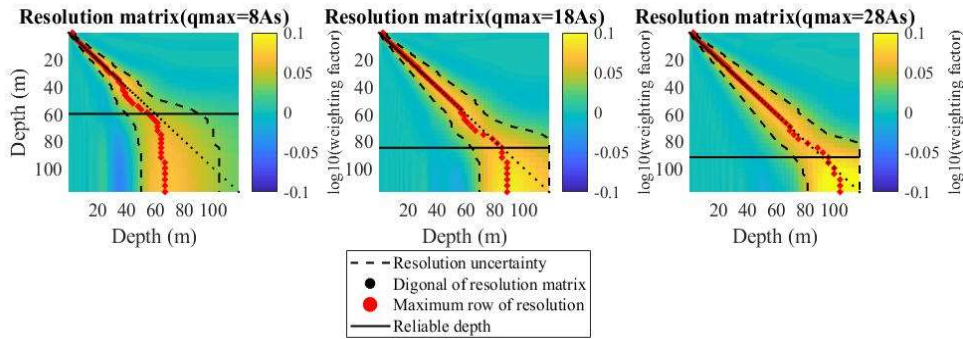 Resolution matrix(qmax=8As)
Resolution matrix(qmax=18As)
Resolution matrix(qmax=28As)
Depth (m)
20
40
60
80
100
20 40 60 80 100
Depth (m)
0.1
0.05
0
-0.05
-0.1
log10(weighting factor)
20
40
60
80
100
20 40 60 80 100
Depth (m)
0.1
0.05
0
-0.05
-0.1
log10(weighting factor)
20
40
60
80
100
20 40 60 80 100
Depth (m)
0.1
0.05
0
-0.05
-0.1
log10(weighting factor)
Resolution uncertainty
Digonal of resolution matrix
Maximum row of resolution
Reliable depth